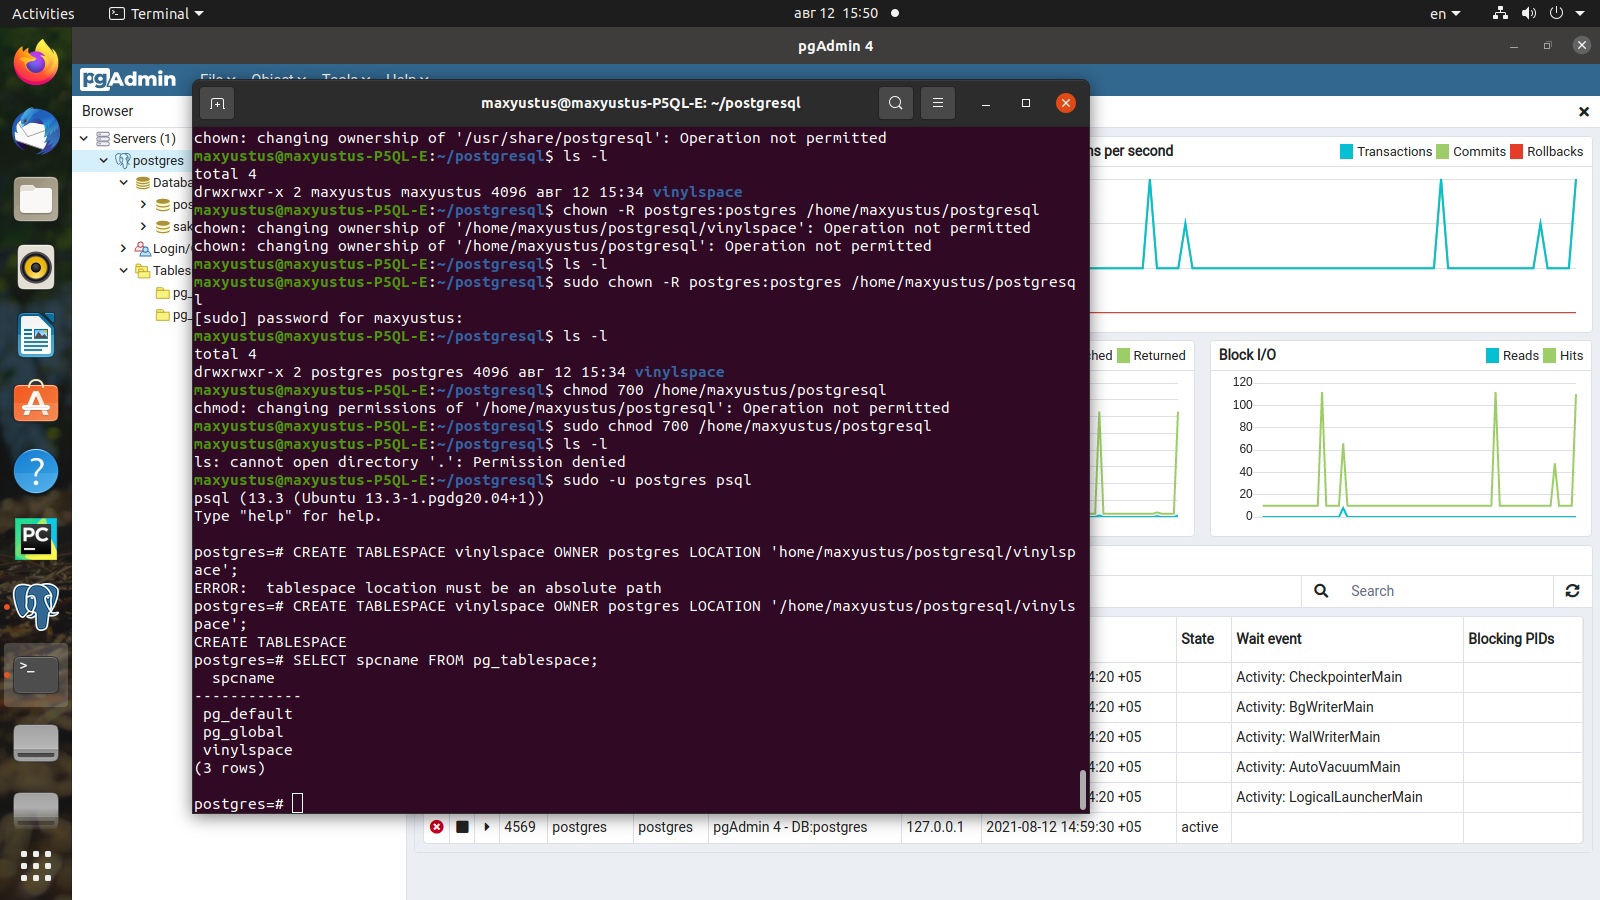 Activities
Terminal
авг 12 15:50
en
pgAdmin 4
pgAdmin
File Object Tools Help
Browser
Servers (1)
postgres
Databa
pos
sak
Login/
Tables
pg_
pg_
maxyustus@maxyustus-P5QL-E: ~/postgresql
chown: changing ownership of '/usr/share/postgresql': Operation not permitted
maxyustus@maxyustus-P5QL-E:~/postgresql$ ls -l
total 4
drwxrwxr-x 2 maxyustus maxyustus 4096 авг 12 15:34 vinylspace
maxyustus@maxyustus-P5QL-E:~/postgresql$ chown -R postgres:postgres /home/maxyustus/postgresql
chown: changing ownership of '/home/maxyustus/postgresql/vinylspace': Operation not permitted
chown: changing ownership of '/home/maxyustus/postgresql': Operation not permitted
maxyustus@maxyustus-P5QL-E:~/postgresql$ ls -l
maxyustus@maxyustus-P5QL-E:~/postgresql$ sudo chown -R postgres:postgres /home/maxyustus/postgresq
l
[sudo] password for maxyustus:
maxyustus@maxyustus-P5QL-E:~/postgresql$ ls -l
total 4
drwxrwxr-x 2 postgres postgres 4096 авг 12 15:34 vinylspace
maxyustus@maxyustus-P5QL-E:~/postgresql$ chmod 700 /home/maxyustus/postgresql
chmod: changing permissions of '/home/maxyustus/postgresql': Operation not permitted
maxyustus@maxyustus-P5QL-E:~/postgresql$ sudo chmod 700 /home/maxyustus/postgresql
maxyustus@maxyustus-P5QL-E:~/postgresql$ ls -l
ls: cannot open directory '.': Permission denied
maxyustus@maxyustus-P5QL-E:~/postgresql$ sudo -u postgres psql
psql (13.3 (Ubuntu 13.3-1.pgdg20.04+1))
Type "help" for help.
postgres=# CREATE TABLESPACE vinylspace OWNER postgres LOCATION 'home/maxyustus/postgresql/vinylsp
ace';
ERROR:  tablespace location must be an absolute path
postgres=# CREATE TABLESPACE vinylspace OWNER postgres LOCATION '/home/maxyustus/postgresql/vinyls
pace';
CREATE TABLESPACE
postgres=# SELECT spcname FROM pg_tablespace;
spcname
------------
pg_default
pg_global
vinylspace
(3 rows)
postgres=#
ns per second
Transactions Commits Rollbacks
ched Returned
Block I/O
Reads Hits
120
100
80
60
40
20
0
Search
State Wait event Blocking PIDs
4:20 +05 Activity: CheckpointerMain
4:20 +05 Activity: BgWriterMain
4:20 +05 Activity: WalWriterMain
4:20 +05 Activity: AutoVacuumMain
4:20 +05 Activity: LogicalLauncherMain
4569 postgres postgres pgAdmin 4 - DB:postgres 127.0.0.1 2021-08-12 14:59:30 +05 active
PC